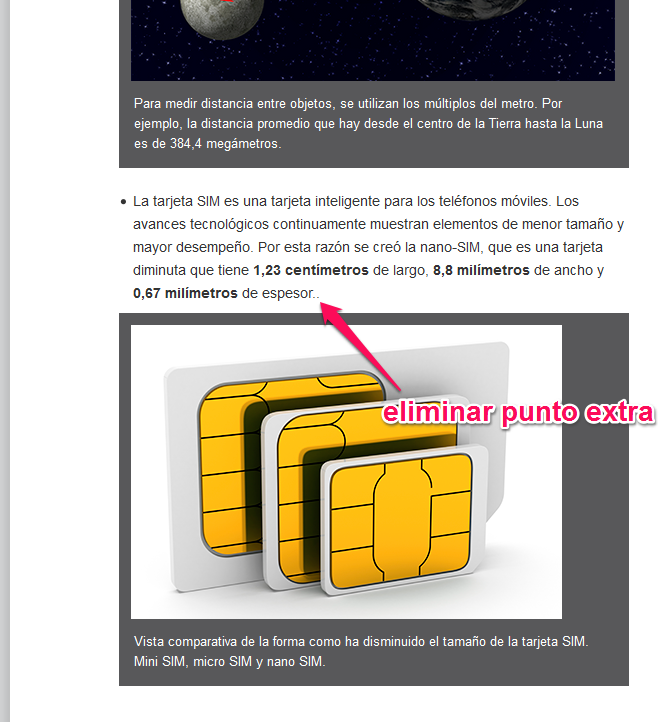 Para medir distancia entre objetos, se utilizan los múltiplos del metro. Por
ejemplo, la distancia promedio que hay desde el centro de la Tierra hasta la Luna
es de 384,4 megámetros.
• La tarjeta SIM es una tarjeta inteligente para los teléfonos móviles. Los
avances tecnológicos continuamente muestran elementos de menor tamaño y
mayor desempeño. Por esta razón se creó la nano-SIM, que es una tarjeta
diminuta que tiene 1,23 centímetros de largo, 8,8 milímetros de ancho y
0,67 milímetros de espesor..
eliminar punto extra
Vista comparativa de la forma como ha disminuido el tamaño de la tarjeta SIM.
Mini SIM, micro SIM y nano SIM.